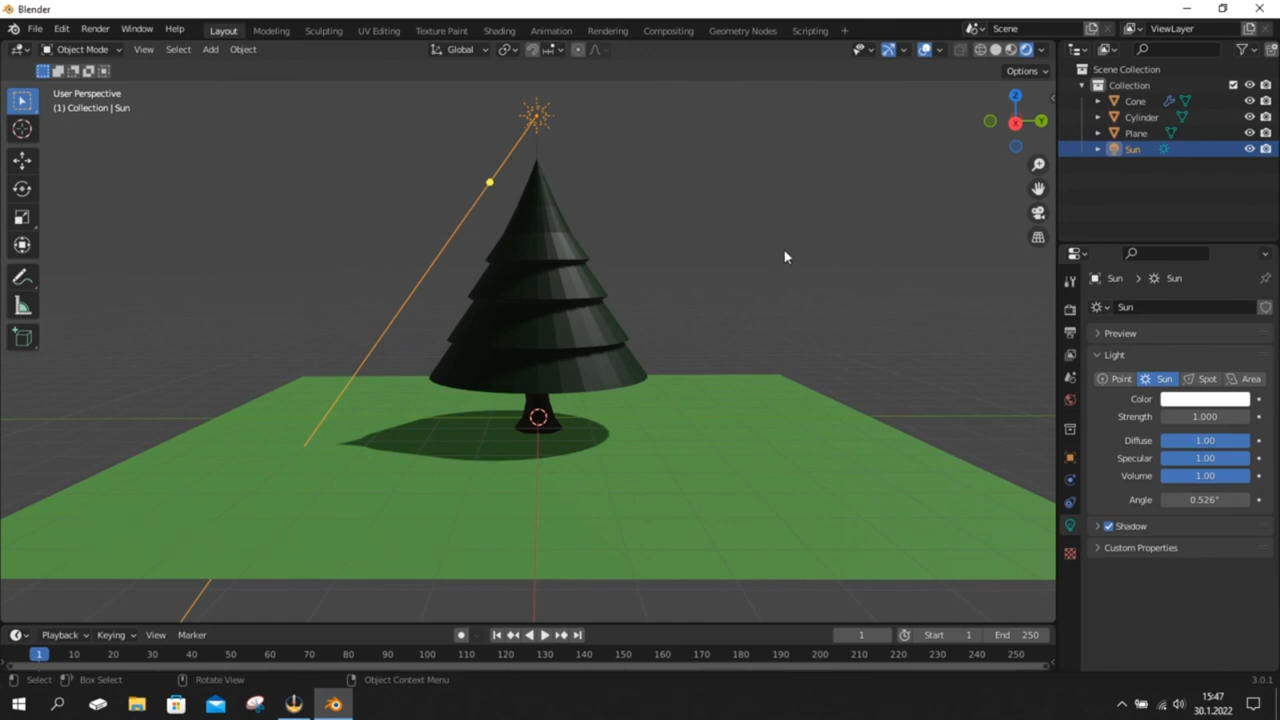 Blender
File Edit Render Window Help Layout Modeling Sculpting UV Editing Texture Paint Shading Animation Rendering Compositing Geometry Nodes Scripting + Scene ViewLayer
Object Mode View Select Add Object Global
Options
User Perspective
(1) Collection | Sun
Z
Y
X
Scene Collection
Collection
Cone
Cylinder
Plane
Sun
Sun > Sun
Sun
Preview
Light
Point Sun Spot Area
Color
Strength 1.000
Diffuse 1.00
Specular 1.00
Volume 1.00
Angle 0.526°
Shadow
Custom Properties
Playback Keying View Marker 1 Start 1 End 250
1 10 20 30 40 50 60 70 80 90 100 110 120 130 140 150 160 170 180 190 200 210 220 230 240 250
Select Box Select Rotate View Object Context Menu 3.0.1
15:47
30.1.2022